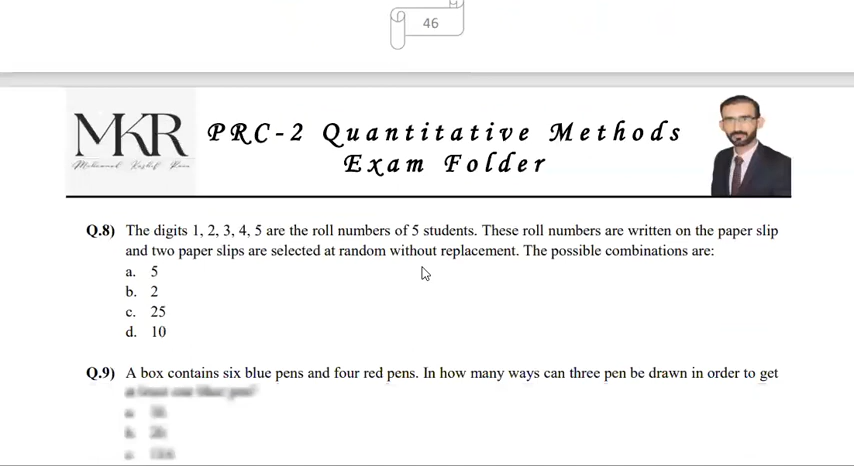 46
MKR
PRC-2 Quantitative Methods
Exam Folder
Q.8) The digits 1, 2, 3, 4, 5 are the roll numbers of 5 students. These roll numbers are written on the paper slip
and two paper slips are selected at random without replacement. The possible combinations are:
a. 5
b. 2
c. 25
d. 10
Q.9) A box contains six blue pens and four red pens. In how many ways can three pen be drawn in order to get